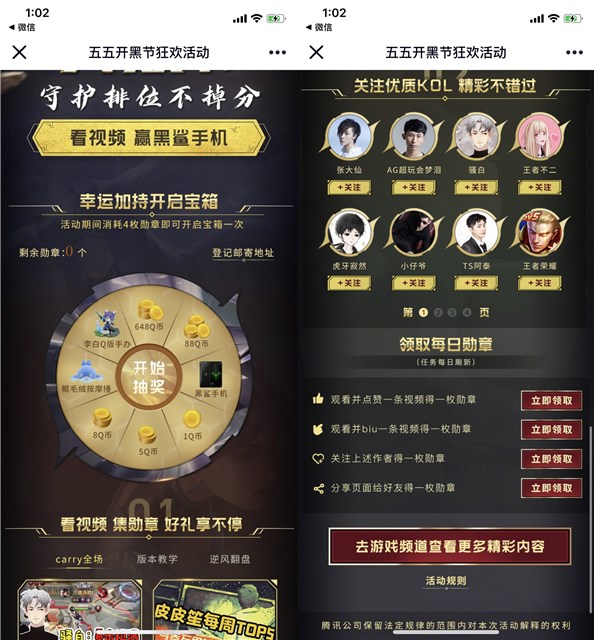 1:02
微信
五五开黑节狂欢活动
守护排位不掉分
看视频 赢黑鲨手机
幸运加持开启宝箱
活动期间消耗4枚勋章即可开启宝箱一次
剩余勋章:0 个
登记邮寄地址
648Q币
李白Q版手办
88Q币
开始
抽奖
黑鲨手机
帽毛绒按摩捶
8Q币
1Q币
5Q币
01
看视频 集勋章 好礼享不停
carry全场
版本教学
逆风翻盘
皮皮笙每周TOP5
1:02
微信
五五开黑节狂欢活动
关注优质KOL 精彩不错过
张大仙
AG超玩会梦泪
骚白
王者不二
+关注
+关注
+关注
+关注
虎牙寂然
小仔爷
TS阿泰
王者荣耀
+关注
+关注
+关注
+关注
第 1 2 3 4 页
领取每日勋章
(任务每日刷新)
观看并点赞一条视频得一枚勋章
立即领取
观看并biu一条视频得一枚勋章
立即领取
关注上述作者得一枚勋章
立即领取
分享页面给好友得一枚勋章
立即领取
去游戏频道查看更多精彩内容
活动规则
腾讯公司保留法定规律的范围内对本次活动解释的权利